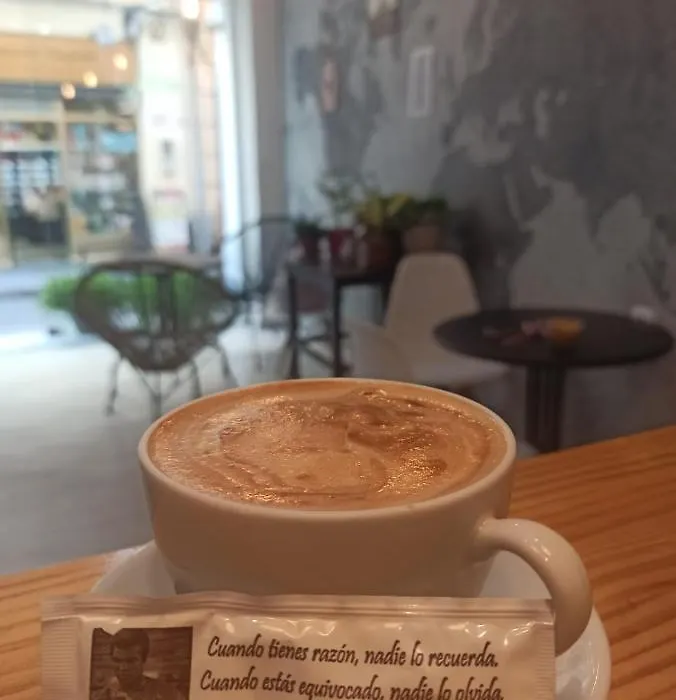 Cuando tienes razón, nadie lo recuerda.
Cuando estás equivocado, nadie lo olvida.